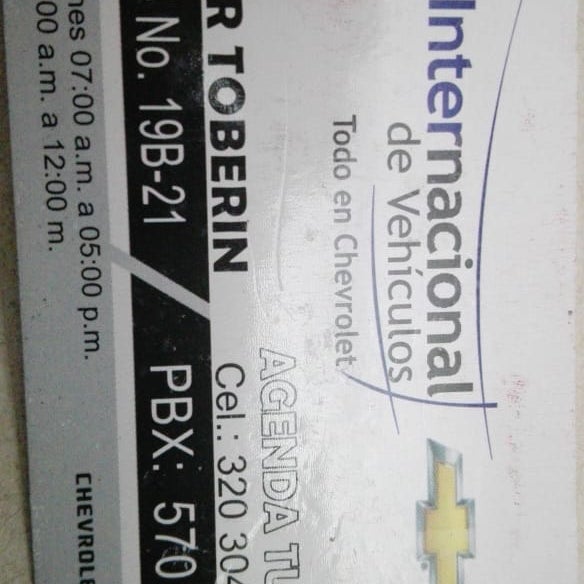 Internacional
de Vehículos
Todo en Chevrolet
AGENDA TU
R TOBERIN Cel.: 320 304
No. 19B-21 PBX: 570
nes 07:00 a.m. a 05:00 p.m. CHEVROLE
00 a.m. a 12:00 m.